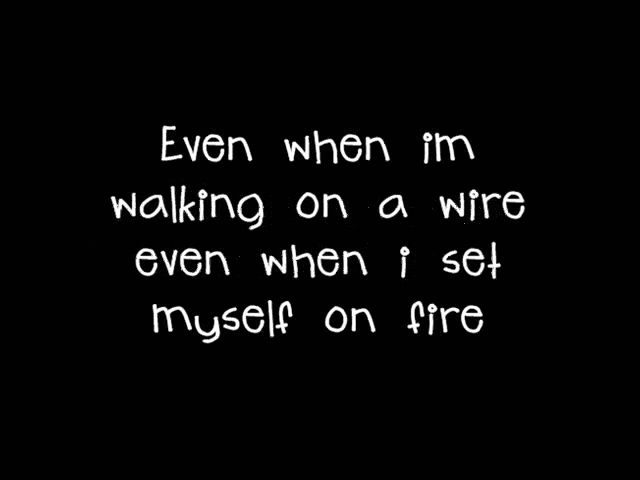 Even when im
walking on a wire
even when i set
myself on fire